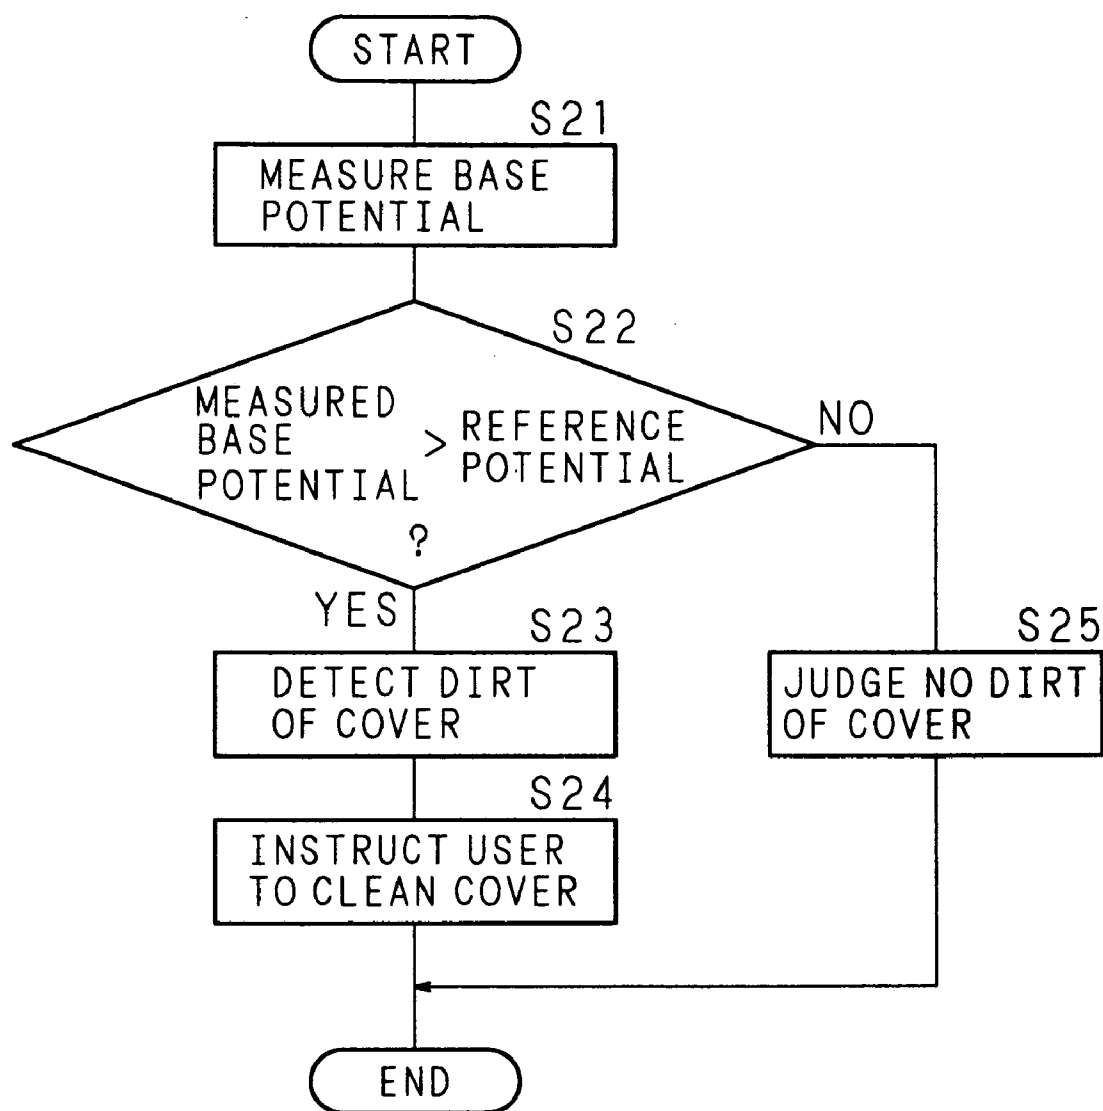 START
S21
MEASURE BASE
POTENTIAL
S22
MEASURED
BASE
POTENTIAL
>
REFERENCE
POTENTIAL
?
NO
YES
S23
DETECT DIRT
OF COVER
S25
JUDGE NO DIRT
OF COVER
S24
INSTRUCT USER
TO CLEAN COVER
END